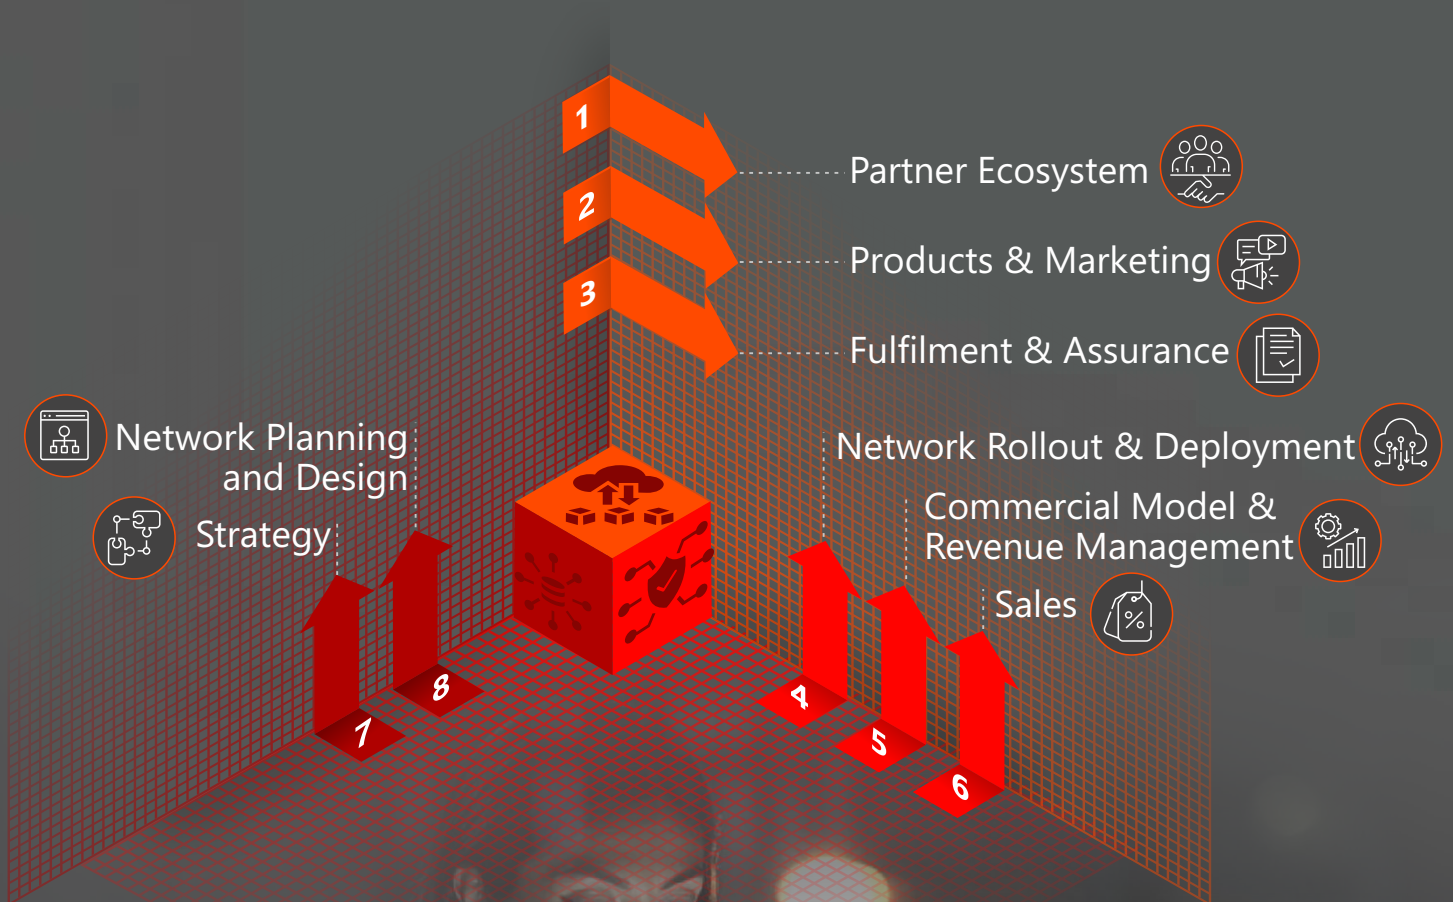 1
Partner Ecosystem
2
Products & Marketing
3
Fulfilment & Assurance
Network Planning
and Design
Strategy
Network Rollout & Deployment
Commercial Model &
Revenue Management
Sales
%
8
7
4
5
6